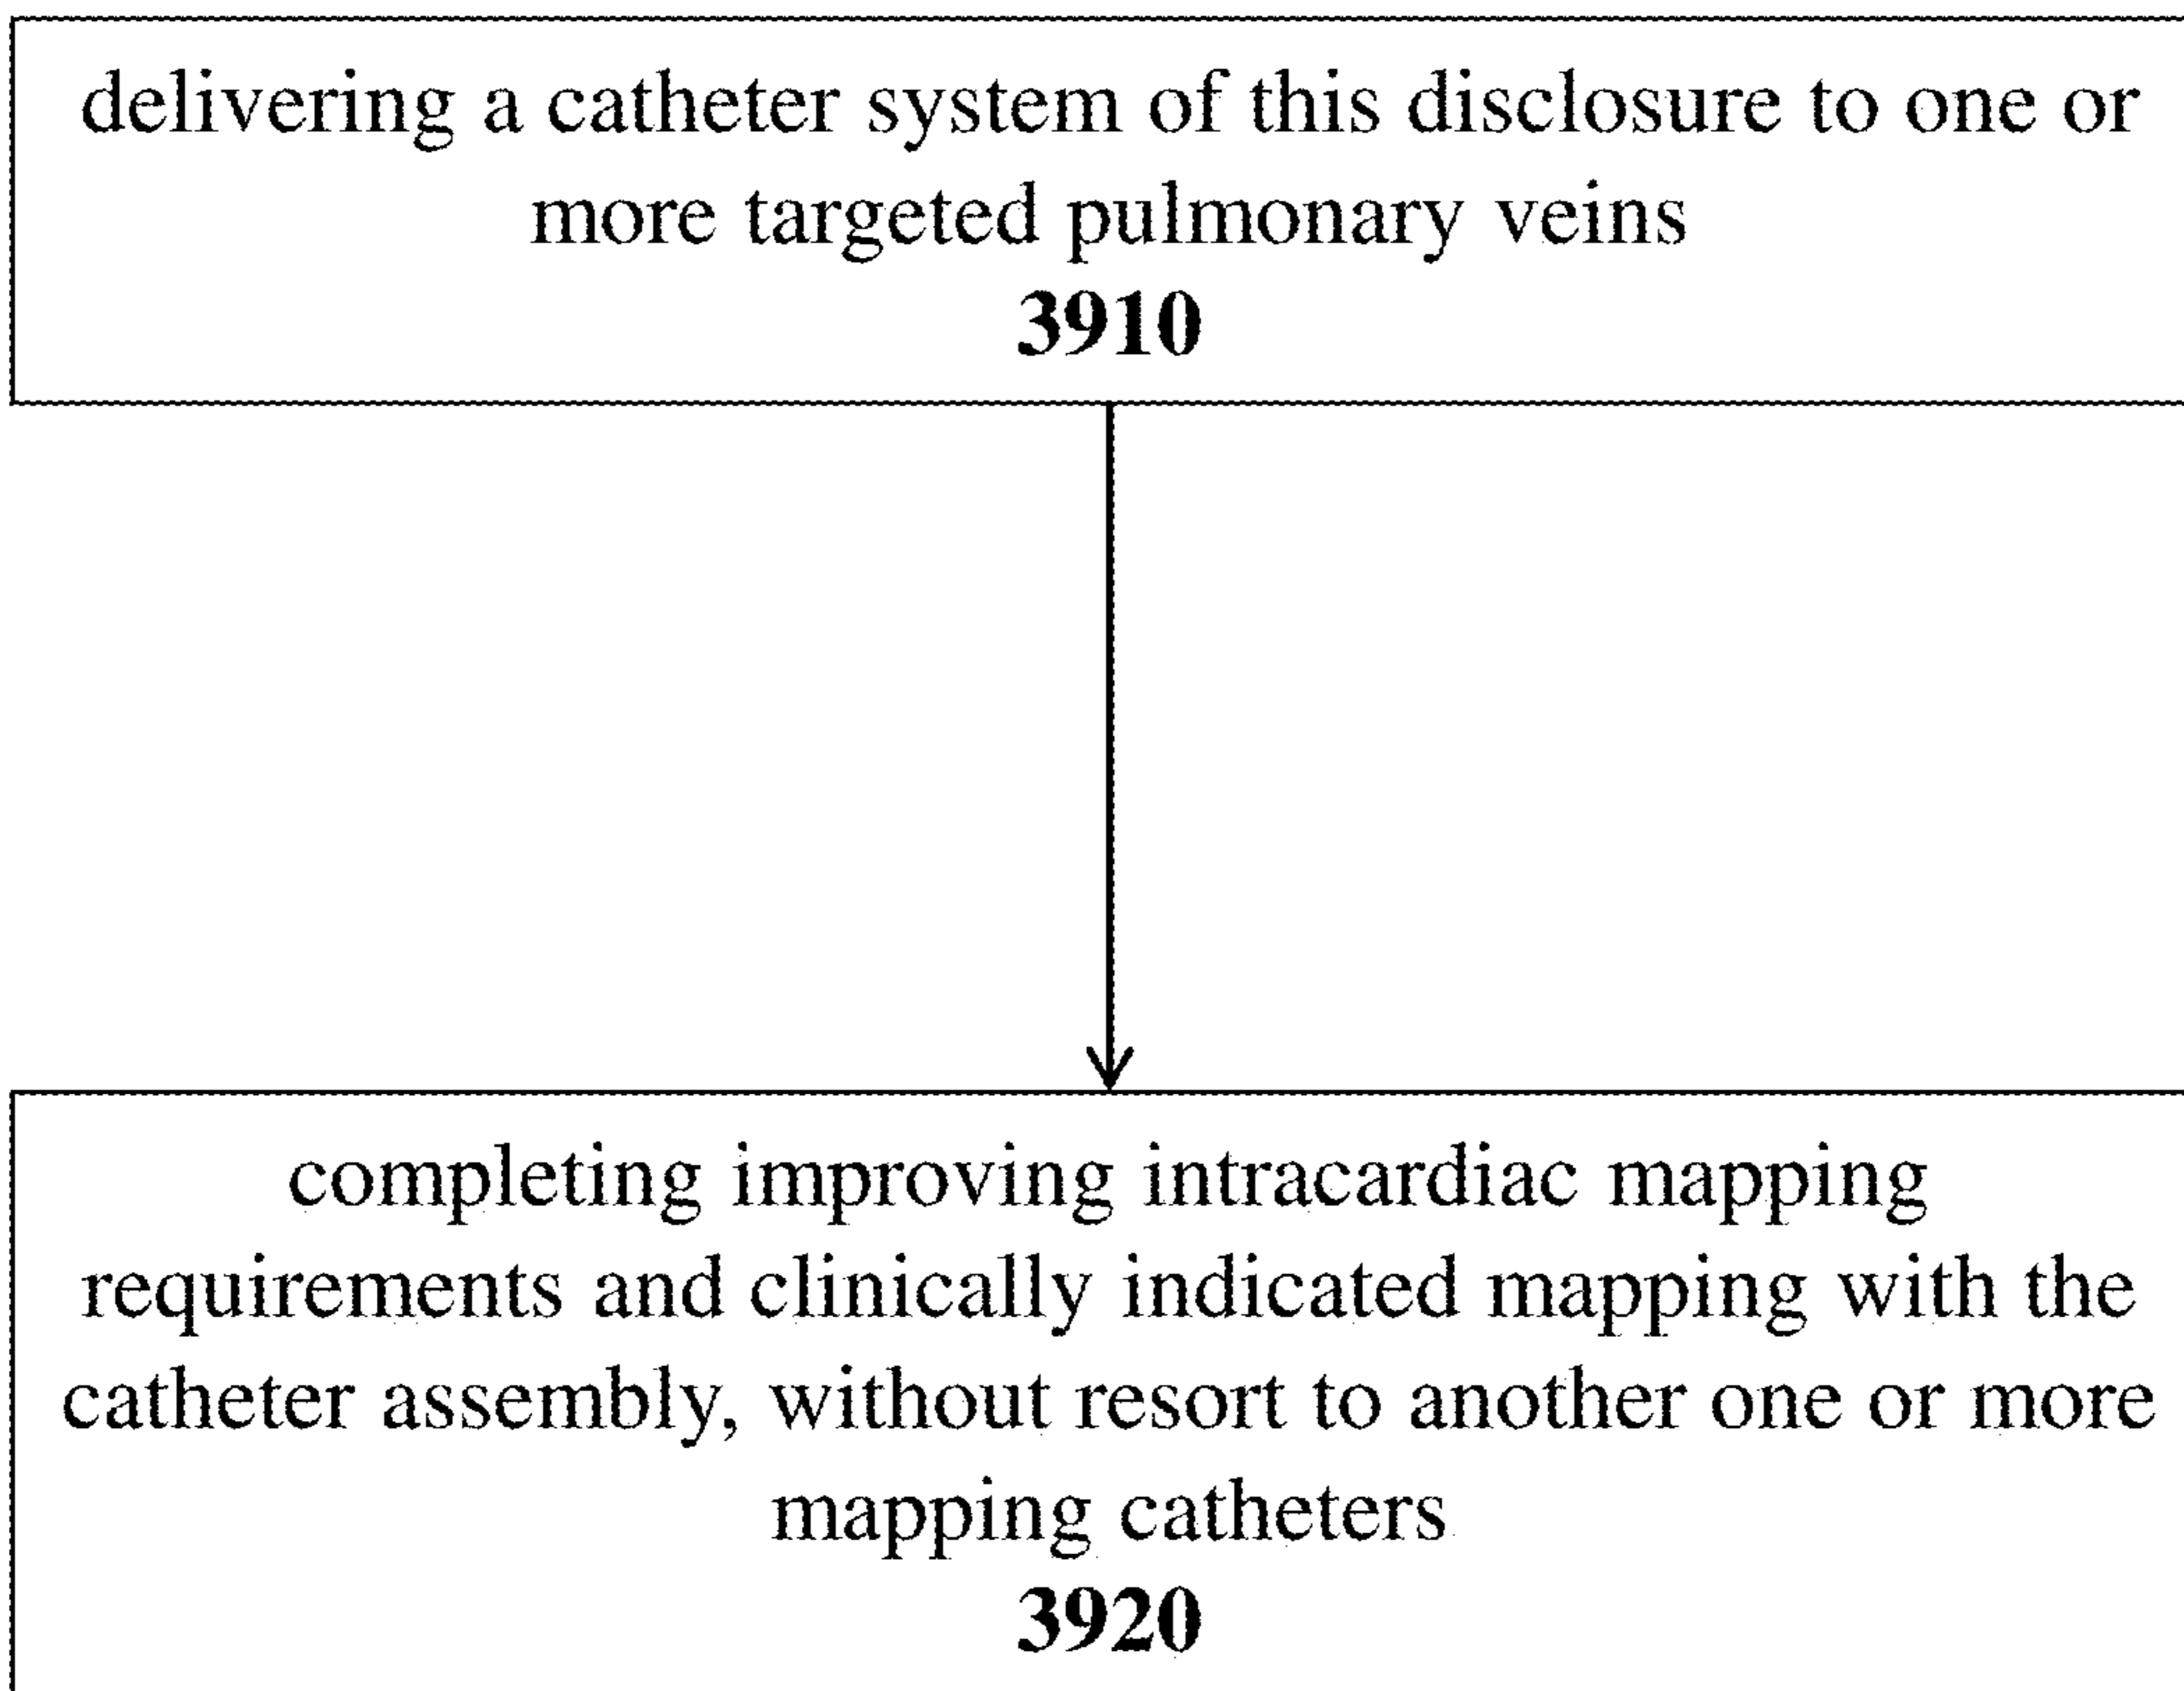 delivering a catheter system of this disclosure to one or
more targeted pulmonary veins
3910
completing improving intracardiac mapping
requirements and clinically indicated mapping with the
catheter assembly, without resort to another one or more
mapping catheters
3920